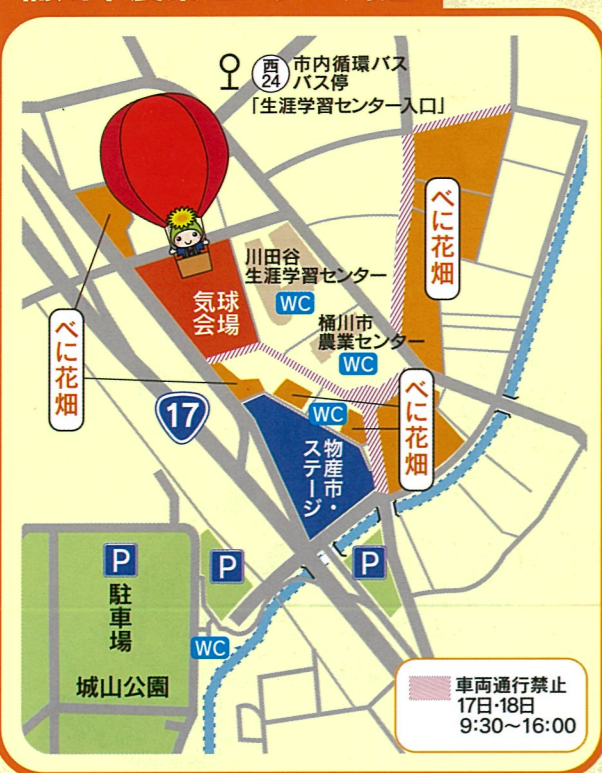 西
24
市内循環バス
バス停
「生涯学習センター入口」
べに花畑
川田谷
生涯学習センター
WC
気球
会場
桶川市
農業センター
WC
べに花畑
17
WC
べに花畑
物産市・
ステージ
P
駐車場
P
P
WC
城山公園
車両通行禁止
17日・18日
9:30～16:00